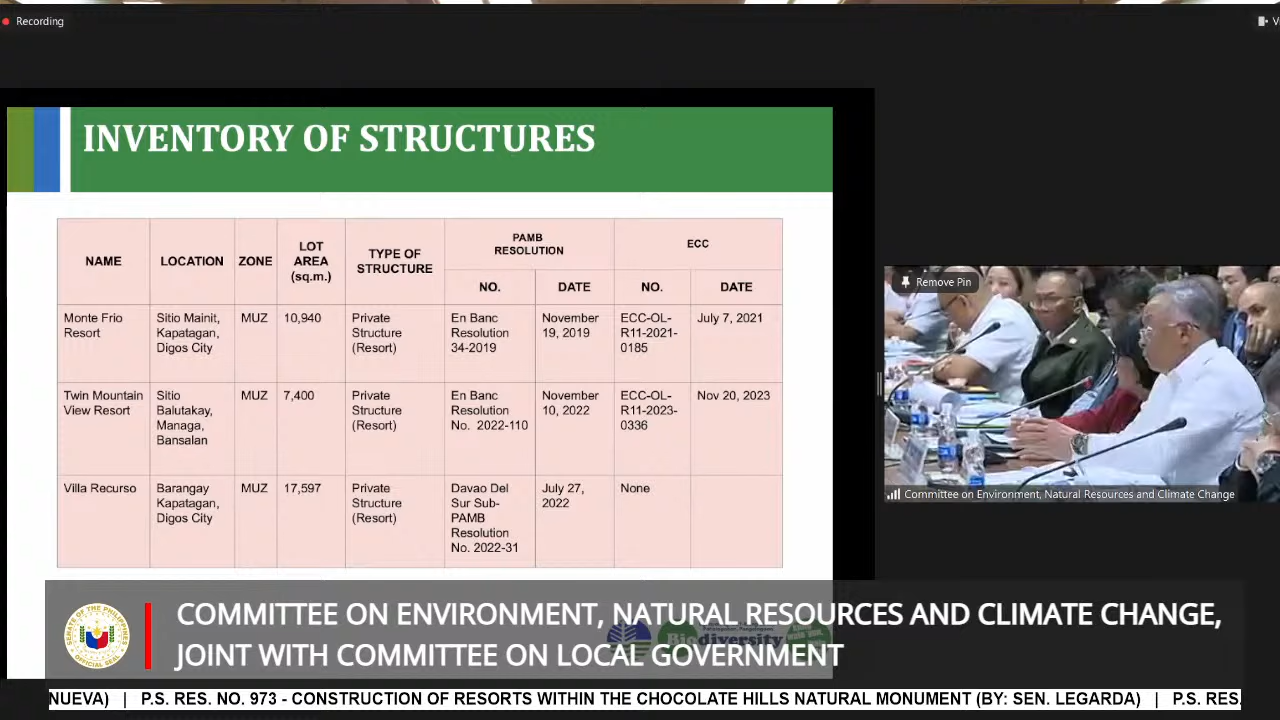 Recording
V
INVENTORY OF STRUCTURES
NAME
LOCATION
ZONE
LOT
AREA
(sq.m.)
TYPE OF
STRUCTURE
PAMB
RESOLUTION
ECC
NO.
DATE
NO.
DATE
Monte Frio
Resort
Sitio Mainit,
Kapatagan,
Digos City
MUZ
10,940
Private
Structure
(Resort)
En Banc
Resolution
34-2019
November
19, 2019
ECC-OL-
R11-2021-
0185
July 7, 2021
Twin Mountain
View Resort
Sitio
Balutakay,
Managa,
Bansalan
MUZ
7,400
Private
Structure
(Resort)
En Banc
Resolution
No. 2022-110
November
10, 2022
ECC-OL-
R11-2023-
0336
Nov 20, 2023
Villa Recurso
Barangay
Kapatagan,
Digos City
MUZ
17,597
Private
Structure
(Resort)
Davao Del
Sur Sub-
PAMB
Resolution
No. 2022-31
July 27,
2022
None
Remove Pin
Committee on Environment, Natural Resources and Climate Change
SENATE OF THE PHILIPPINES
OFFICIAL SEAL
COMMITTEE ON ENVIRONMENT, NATURAL RESOURCES AND CLIMATE CHANGE,
JOINT WITH COMMITTEE ON LOCAL GOVERNMENT
Biodiversity
NUEVA) | P.S. RES. NO. 973 - CONSTRUCTION OF RESORTS WITHIN THE CHOCOLATE HILLS NATURAL MONUMENT (BY: SEN. LEGARDA) | P.S. RES.